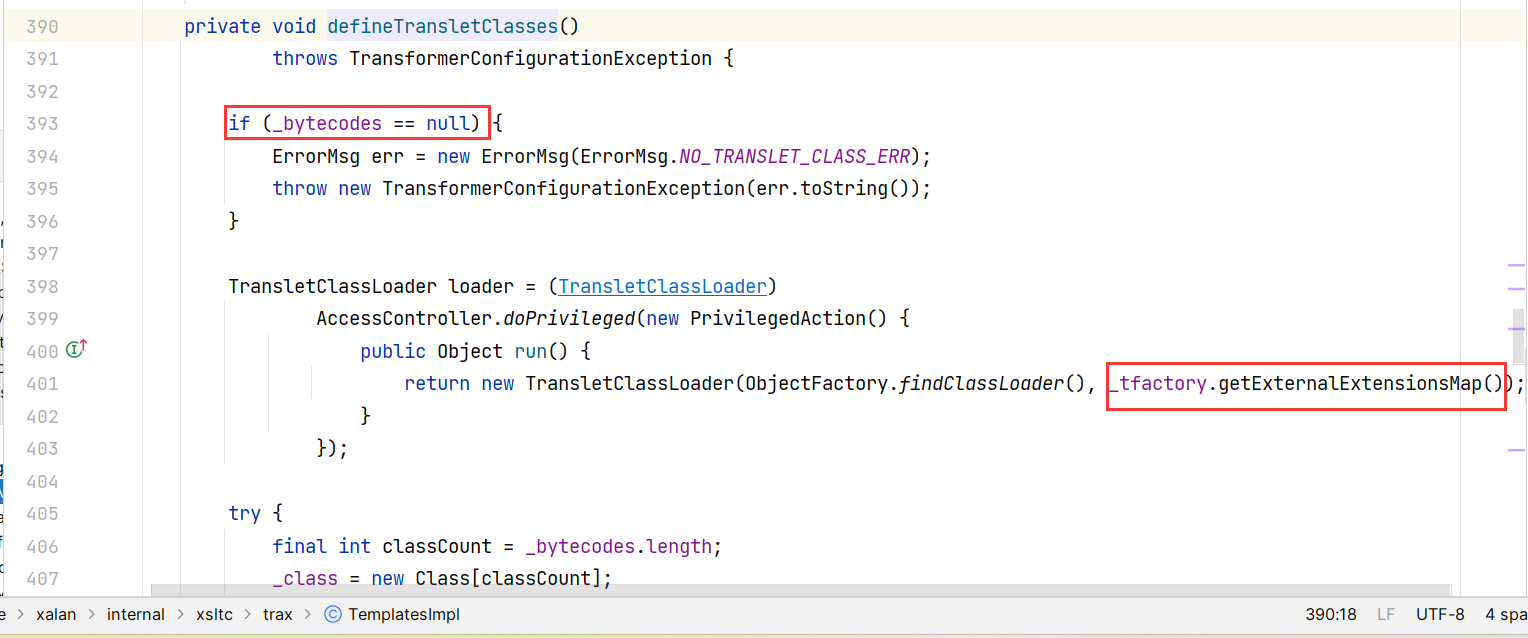 390 private void defineTransletClasses()
391 throws TransformerConfigurationException {
392
393 if (_bytecodes == null) {
394 ErrorMsg err = new ErrorMsg(ErrorMsg.NO_TRANSLET_CLASS_ERR);
395 throw new TransformerConfigurationException(err.toString());
396 }
397
398 TransletClassLoader loader = (TransletClassLoader)
399 AccessController.doPrivileged(new PrivilegedAction() {
400 public Object run() {
401 return new TransletClassLoader(ObjectFactory.findClassLoader(), _tfactory.getExternalExtensionsMap());
402 }
403 });
404
405 try {
406 final int classCount = _bytecodes.length;
407 _class = new Class[classCount];
e > xalan > internal > xsltc > trax > TemplatesImpl 390:18 LF UTF-8 4 spa